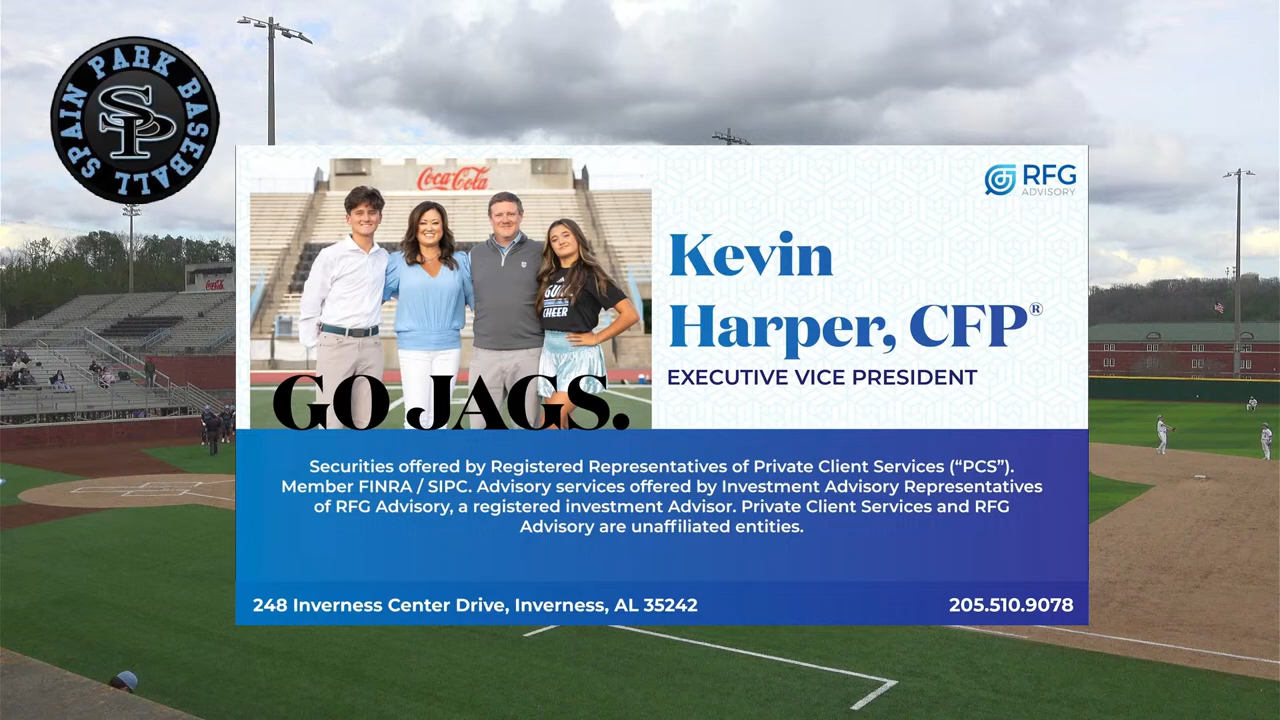 SPAIN PARK BASEBALL
SP
Coca-Cola
RFG
ADVISORY
Kevin
Harper, CFP®
EXECUTIVE VICE PRESIDENT
CHEER
GO JAGS.
Securities offered by Registered Representatives of Private Client Services (“PCS”).
Member FINRA / SIPC. Advisory services offered by Investment Advisory Representatives
of RFG Advisory, a registered investment Advisor. Private Client Services and RFG
Advisory are unaffiliated entities.
248 Inverness Center Drive, Inverness, AL 35242
205.510.9078
Coca-Cola